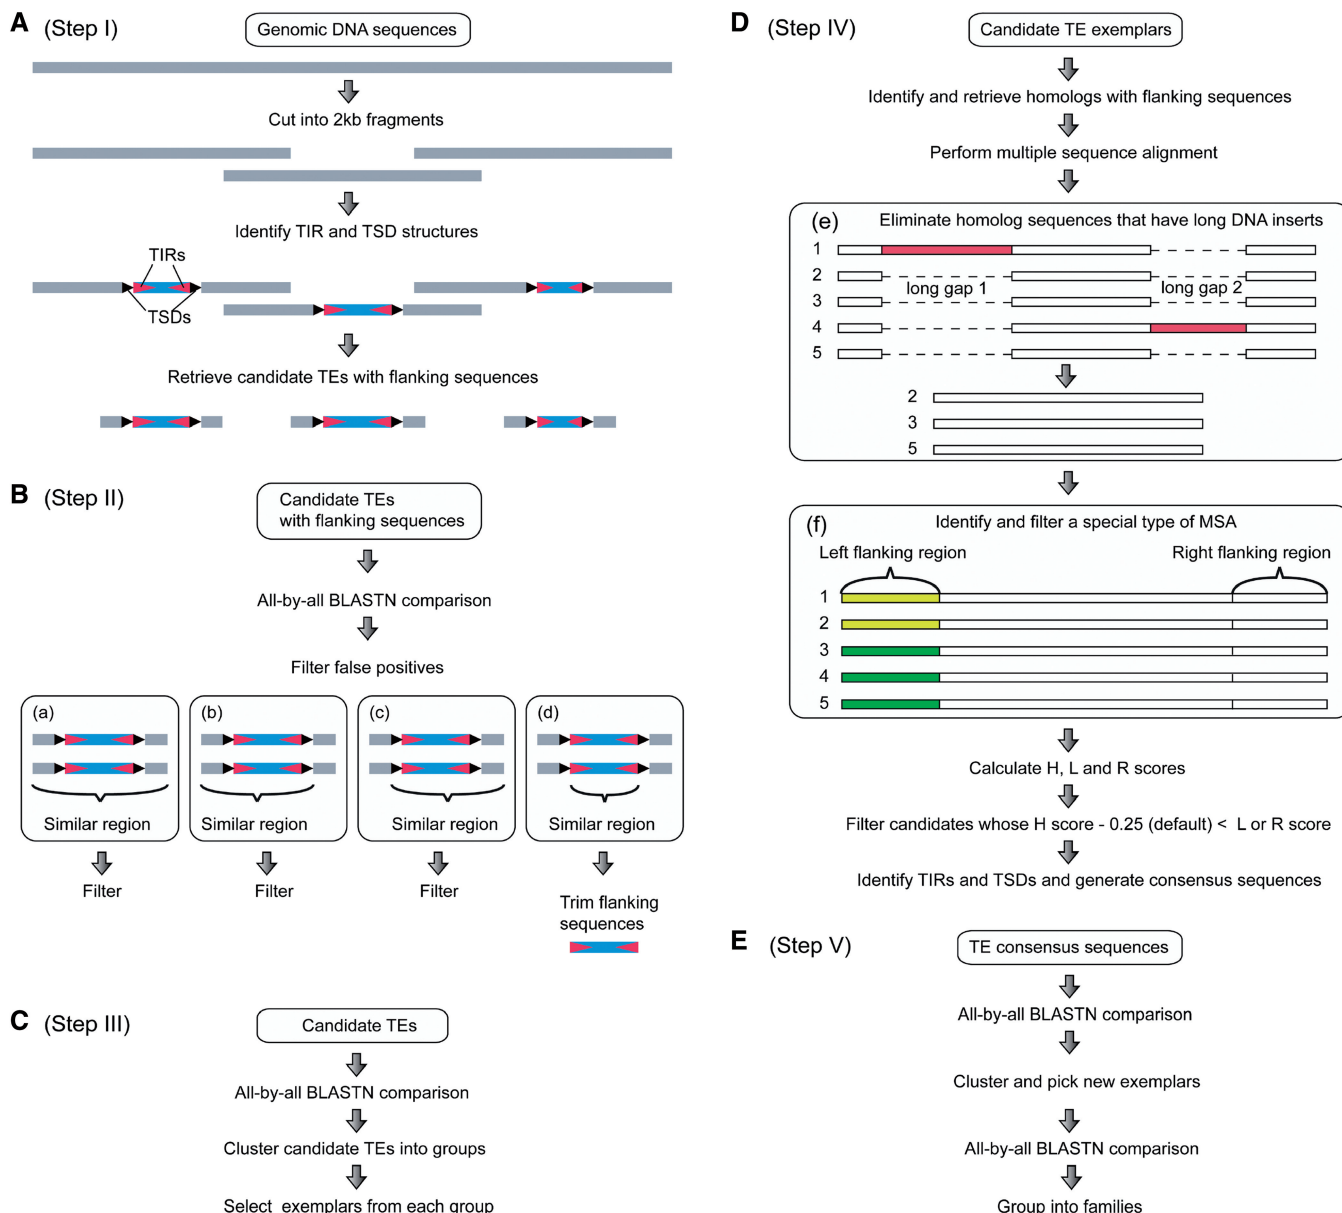 A (Step I)
Genomic DNA sequences
Cut into 2kb fragments
Identify TIR and TSD structures
TIRs
TSDs
Retrieve candidate TEs with flanking sequences
B (Step II)
Candidate TEs
with flanking sequences
All-by-all BLASTN comparison
Filter false positives
(a)
Similar region
Filter
(b)
Similar region
Filter
(c)
Similar region
Filter
(d)
Similar region
Trim flanking
sequences
C (Step III)
Candidate TEs
All-by-all BLASTN comparison
Cluster candidate TEs into groups
Select exemplars from each group
D (Step IV)
Candidate TE exemplars
Identify and retrieve homologs with flanking sequences
Perform multiple sequence alignment
(e) Eliminate homolog sequences that have long DNA inserts
1
2
long gap 1 long gap 2
3
4
5
2
3
5
(f) Identify and filter a special type of MSA
Left flanking region Right flanking region
1
2
3
4
5
Calculate H, L and R scores
Filter candidates whose H score - 0.25 (default) < L or R score
Identify TIRs and TSDs and generate consensus sequences
E (Step V)
TE consensus sequences
All-by-all BLASTN comparison
Cluster and pick new exemplars
All-by-all BLASTN comparison
Group into families